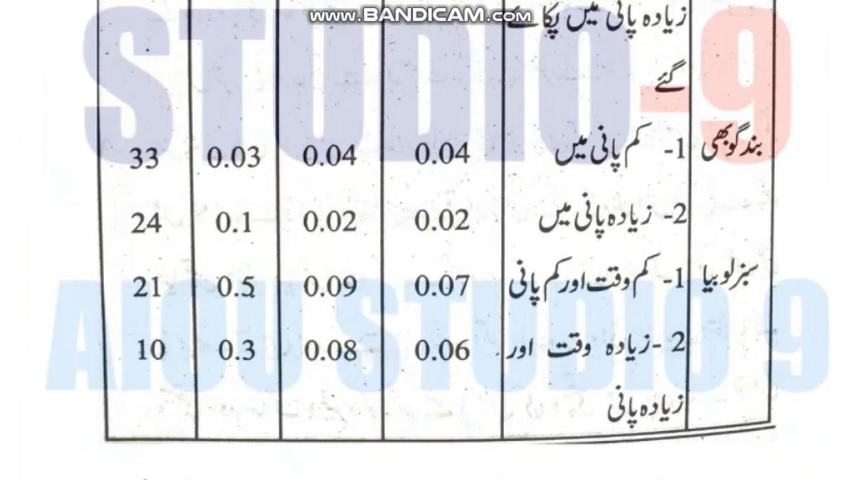 WWW.BANDICAM.COM
زیادہ پانی میں پکائے
گئے
بندگوبھی 1- کم پانی میں 0.04 0.04 0.03 33
2- زیادہ پانی میں 0.02 0.02 0.1 24
سبزلوبیا 1- کم وقت اور کم پانی 0.07 0.09 0.5 21
2- زیادہ وقت اور 0.06 0.08 0.3 10
زیادہ پانی
STUDIO-9
AIOU STUDIO 9